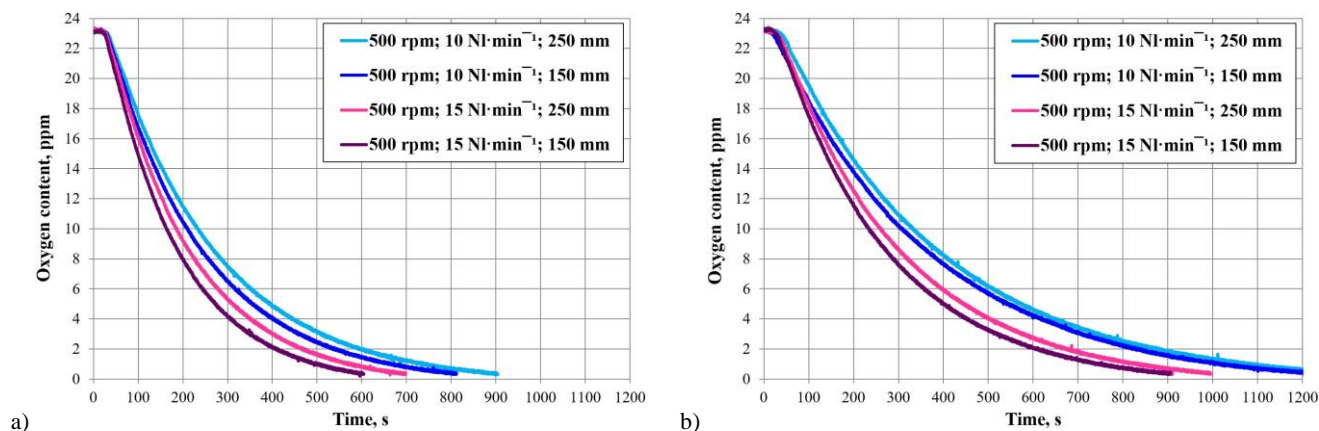 24
22
20
18
16
14
12
10
8
6
4
2
0
Oxygen content, ppm
500 rpm; 10 Nl·min⁻¹; 250 mm
500 rpm; 10 Nl·min⁻¹; 150 mm
500 rpm; 15 Nl·min⁻¹; 250 mm
500 rpm; 15 Nl·min⁻¹; 150 mm
0 100 200 300 400 500 600 700 800 900 1000 1100 1200
Time, s
a)
24
22
20
18
16
14
12
10
8
6
4
2
0
Oxygen content, ppm
500 rpm; 10 Nl·min⁻¹; 250 mm
500 rpm; 10 Nl·min⁻¹; 150 mm
500 rpm; 15 Nl·min⁻¹; 250 mm
500 rpm; 15 Nl·min⁻¹; 150 mm
0 100 200 300 400 500 600 700 800 900 1000 1100 1200
Time, s
b)